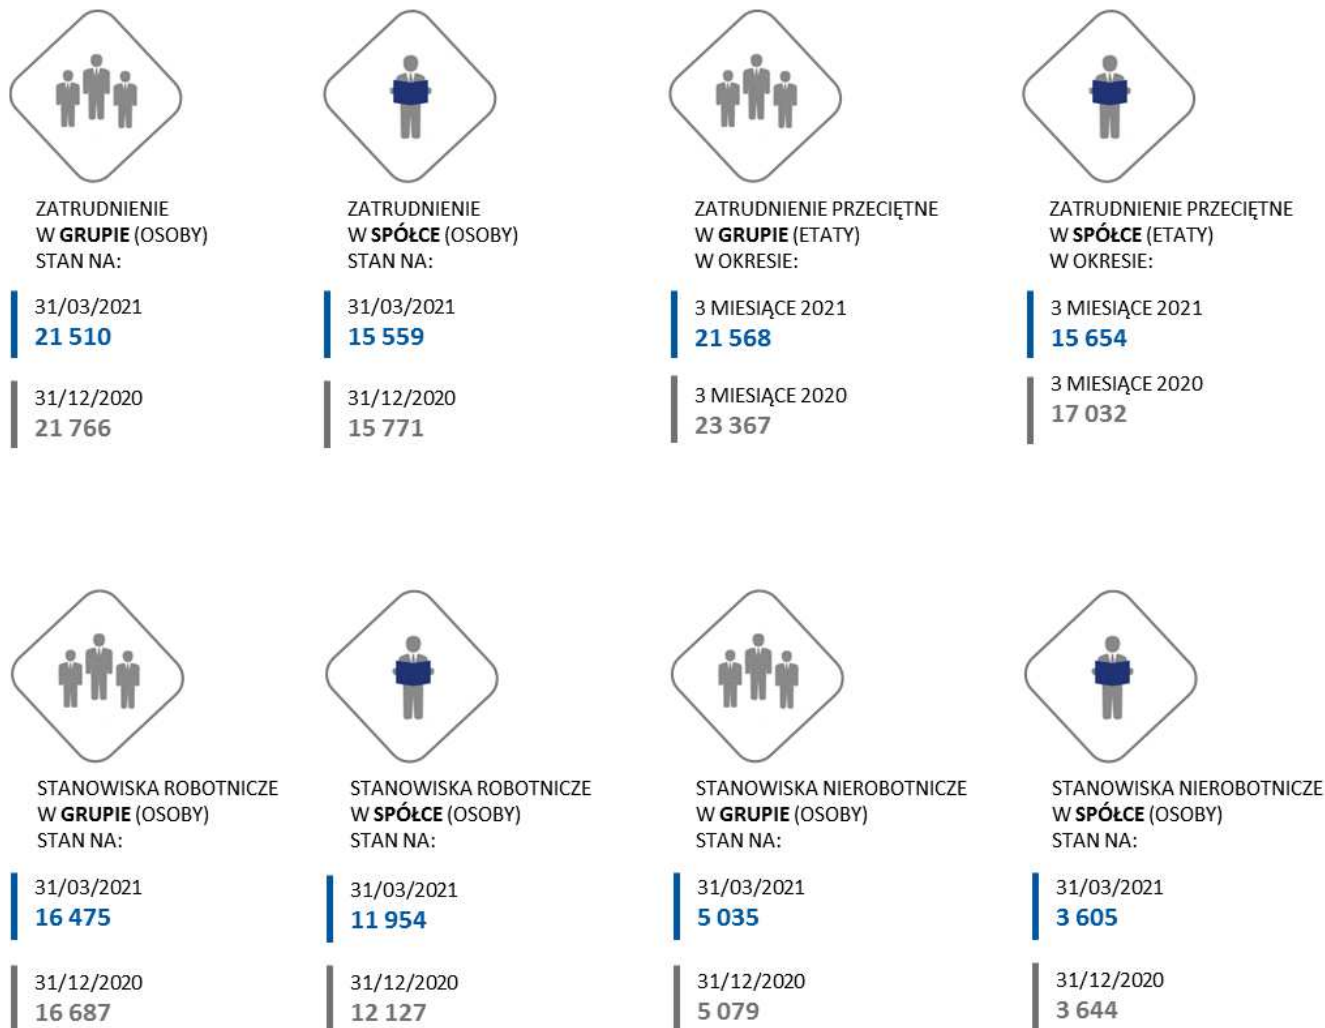 ZATRUDNIENIE
W GRUPIE (OSOBY)
STAN NA:
31/03/2021
21 510
31/12/2020
21 766
ZATRUDNIENIE
W SPÓŁCE (OSOBY)
STAN NA:
31/03/2021
15 559
31/12/2020
15 771
ZATRUDNIENIE PRZECIĘTNE
W GRUPIE (ETATY)
W OKRESIE:
3 MIESIĄCE 2021
21 568
3 MIESIĄCE 2020
23 367
ZATRUDNIENIE PRZECIĘTNE
W SPÓŁCE (ETATY)
W OKRESIE:
3 MIESIĄCE 2021
15 654
3 MIESIĄCE 2020
17 032
STANOWISKA ROBOTNICZE
W GRUPIE (OSOBY)
STAN NA:
31/03/2021
16 475
31/12/2020
16 687
STANOWISKA ROBOTNICZE
W SPÓŁCE (OSOBY)
STAN NA:
31/03/2021
11 954
31/12/2020
12 127
STANOWISKA NIEROBOTNICZE
W GRUPIE (OSOBY)
STAN NA:
31/03/2021
5 035
31/12/2020
5 079
STANOWISKA NIEROBOTNICZE
W SPÓŁCE (OSOBY)
STAN NA:
31/03/2021
3 605
31/12/2020
3 644